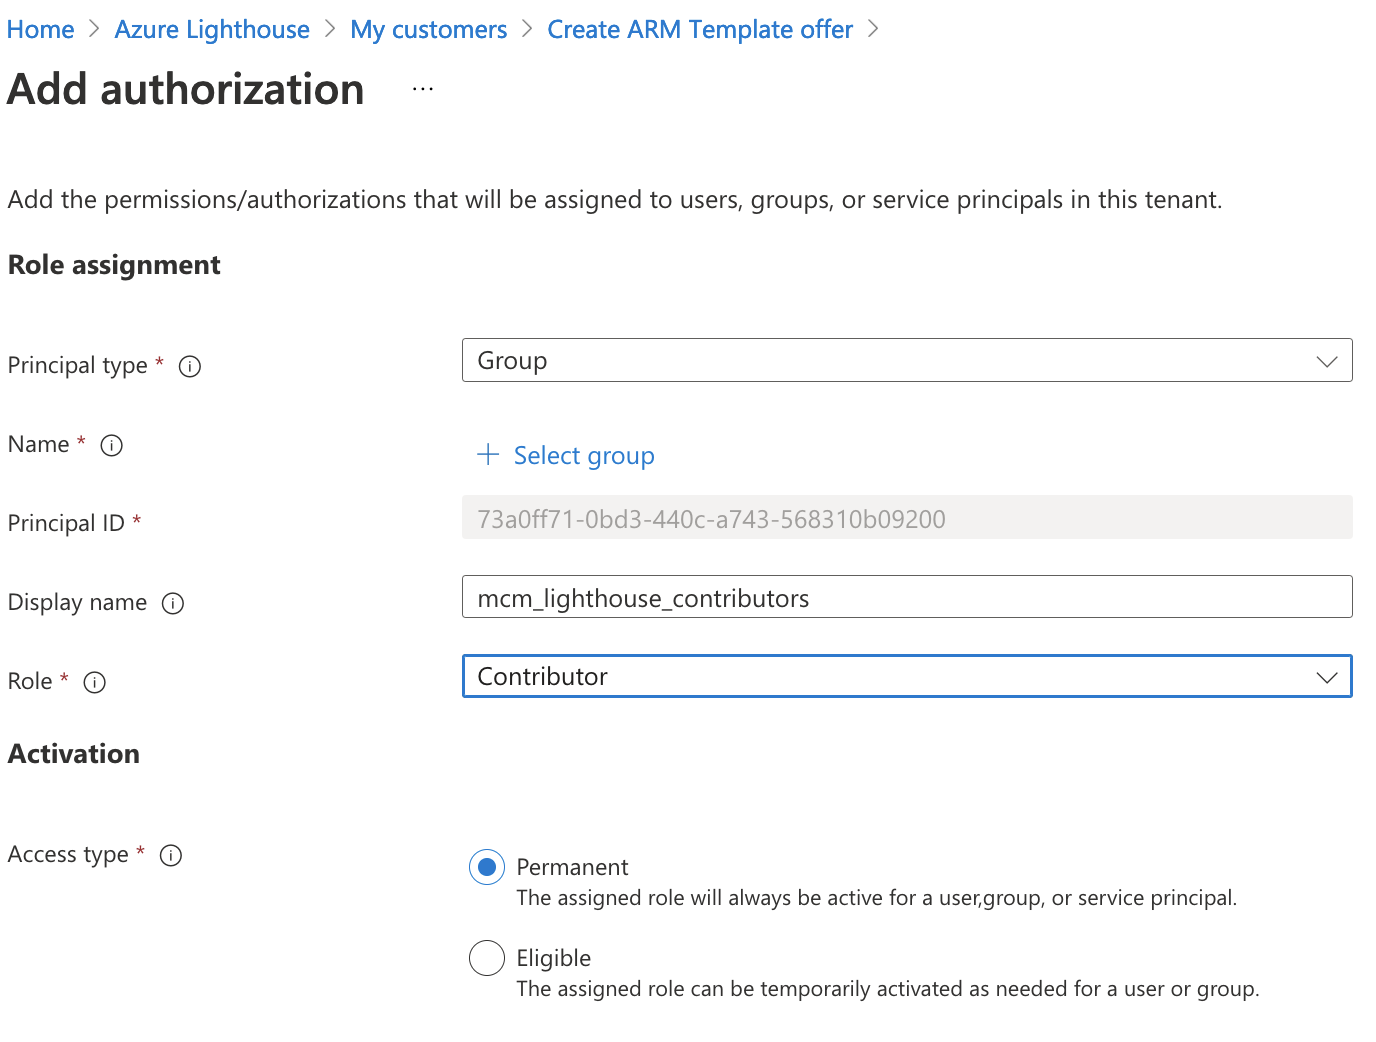 Home > Azure Lighthouse > My customers > Create ARM Template offer >
Add authorization ...
Add the permissions/authorizations that will be assigned to users, groups, or service principals in this tenant.
Role assignment
Principal type * Group
Name * + Select group
Principal ID * 73a0ff71-0bd3-440c-a743-568310b09200
Display name mcm_lighthouse_contributors
Role * Contributor
Activation
Access type * Permanent
The assigned role will always be active for a user,group, or service principal.
Eligible
The assigned role can be temporarily activated as needed for a user or group.